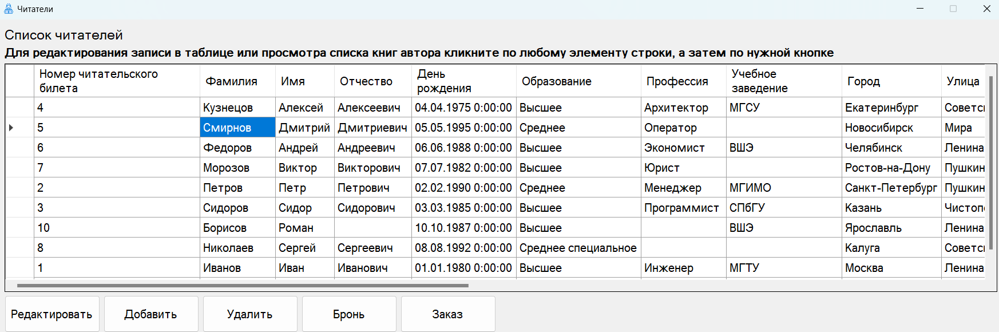 Читатели
Список читателей
Для редактирования записи в таблице или просмотра списка книг автора кликните по любому элементу строки, а затем по нужной кнопке
Номер читательского билета Фамилия Имя Отчество День рождения Образование Профессия Учебное заведение Город Улица
4 Кузнецов Алексей Алексеевич 04.04.1975 0:00:00 Высшее Архитектор МГСУ Екатеринбург
5 Смирнов Дмитрий Дмитриевич 05.05.1995 0:00:00 Среднее Оператор Новосибирск Мира
6 Федоров Андрей Андреевич 06.06.1988 0:00:00 Высшее Экономист ВШЭ Челябинск Ленина
7 Морозов Виктор Викторович 07.07.1982 0:00:00 Высшее Юрист Ростов-на-Дону Пушкин
2 Петров Петр Петрович 02.02.1990 0:00:00 Среднее Менеджер МГИМО Санкт-Петербург Пушкин
3 Сидоров Сидор Сидорович 03.03.1985 0:00:00 Высшее Программист СПбГУ Казань
10 Борисов Роман 10.10.1987 0:00:00 Высшее ВШЭ Ярославль Ленина
8 Николаев Сергей Сергеевич 08.08.1992 0:00:00 Среднее специальное Калуга
1 Иванов Иван Иванович 01.01.1980 0:00:00 Высшее Инженер МГТУ Москва Ленина
Редактировать Добавить Удалить Бронь Заказ